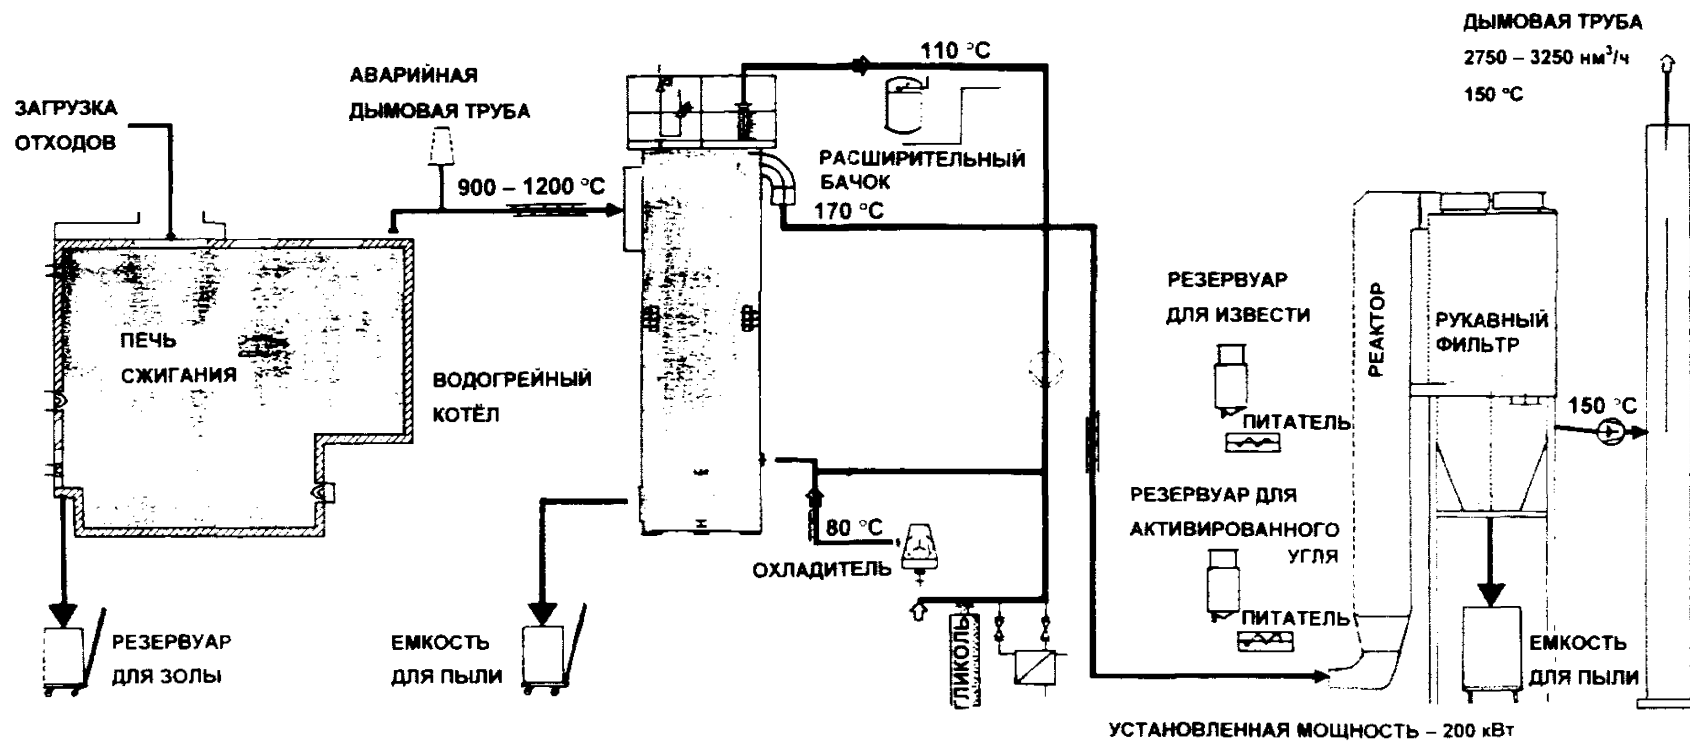 ДЫМОВАЯ ТРУБА
2750 – 3250 нм³/ч
150 °C
110 °C
АВАРИЙНАЯ
ДЫМОВАЯ ТРУБА
ЗАГРУЗКА
ОТХОДОВ
900 – 1200 °C
РАСШИРИТЕЛЬНЫЙ
БАЧОК
170 °C
РЕЗЕРВУАР
ДЛЯ ИЗВЕСТИ
РЕАКТОР
РУКАВНЫЙ
ФИЛЬТР
ПЕЧЬ
СЖИГАНИЯ
ВОДОГРЕЙНЫЙ
КОТЁЛ
ПИТАТЕЛЬ
150 °C
РЕЗЕРВУАР ДЛЯ
АКТИВИРОВАННОГО
УГЛЯ
80 °C
ОХЛАДИТЕЛЬ
ПИТАТЕЛЬ
РЕЗЕРВУАР
ДЛЯ ЗОЛЫ
ЕМКОСТЬ
ДЛЯ ПЫЛИ
ГЛИКОЛЬ
ЕМКОСТЬ
ДЛЯ ПЫЛИ
УСТАНОВЛЕННАЯ МОЩНОСТЬ – 200 кВт